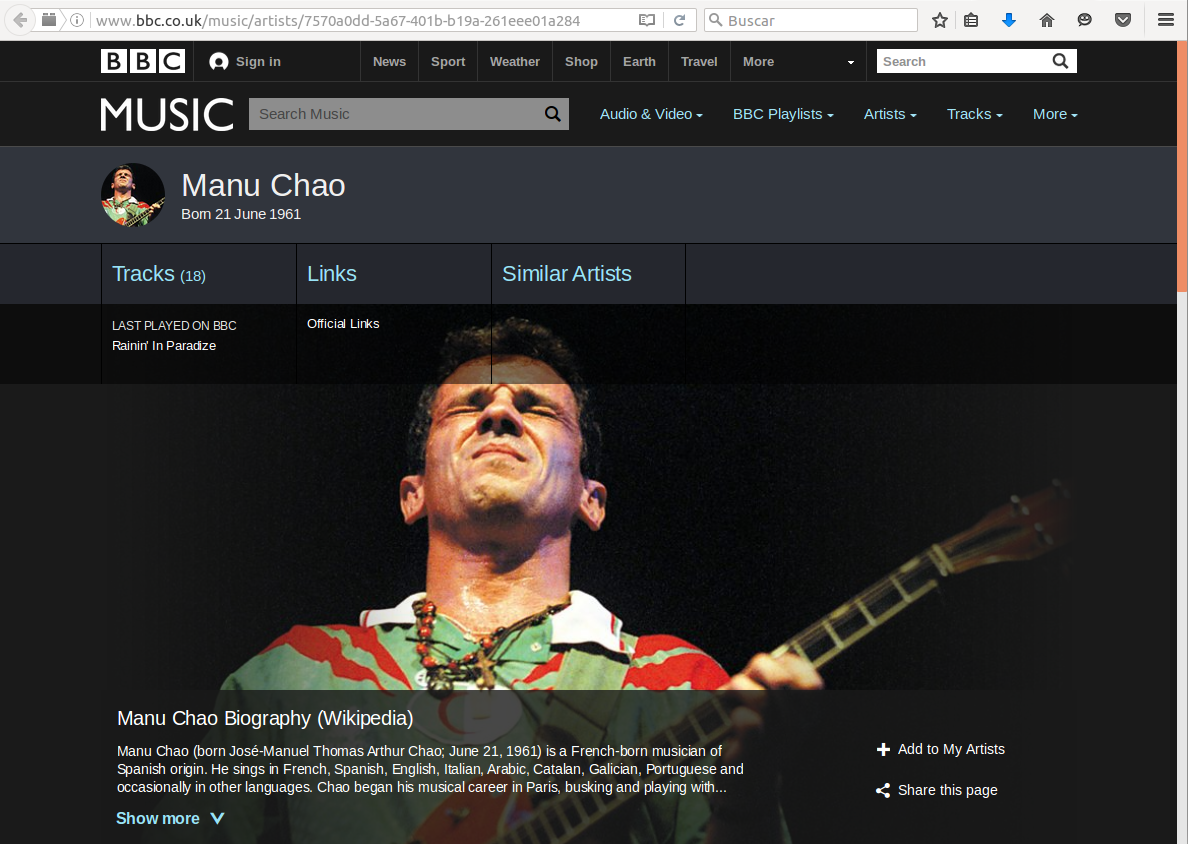 www.bbc.co.uk/music/artists/7570a0dd-5a67-401b-b19a-261eee01a284
Buscar
BBC
Sign in
News
Sport
Weather
Shop
Earth
Travel
More
Search
MUSIC
Search Music
Audio & Video
BBC Playlists
Artists
Tracks
More
Manu Chao
Born 21 June 1961
Tracks (18)
Links
Similar Artists
LAST PLAYED ON BBC
Rainin' In Paradize
Official Links
Manu Chao Biography (Wikipedia)
Manu Chao (born José-Manuel Thomas Arthur Chao; June 21, 1961) is a French-born musician of
Spanish origin. He sings in French, Spanish, English, Italian, Arabic, Catalan, Galician, Portuguese and
occasionally in other languages. Chao began his musical career in Paris, busking and playing with...
Show more
Add to My Artists
Share this page